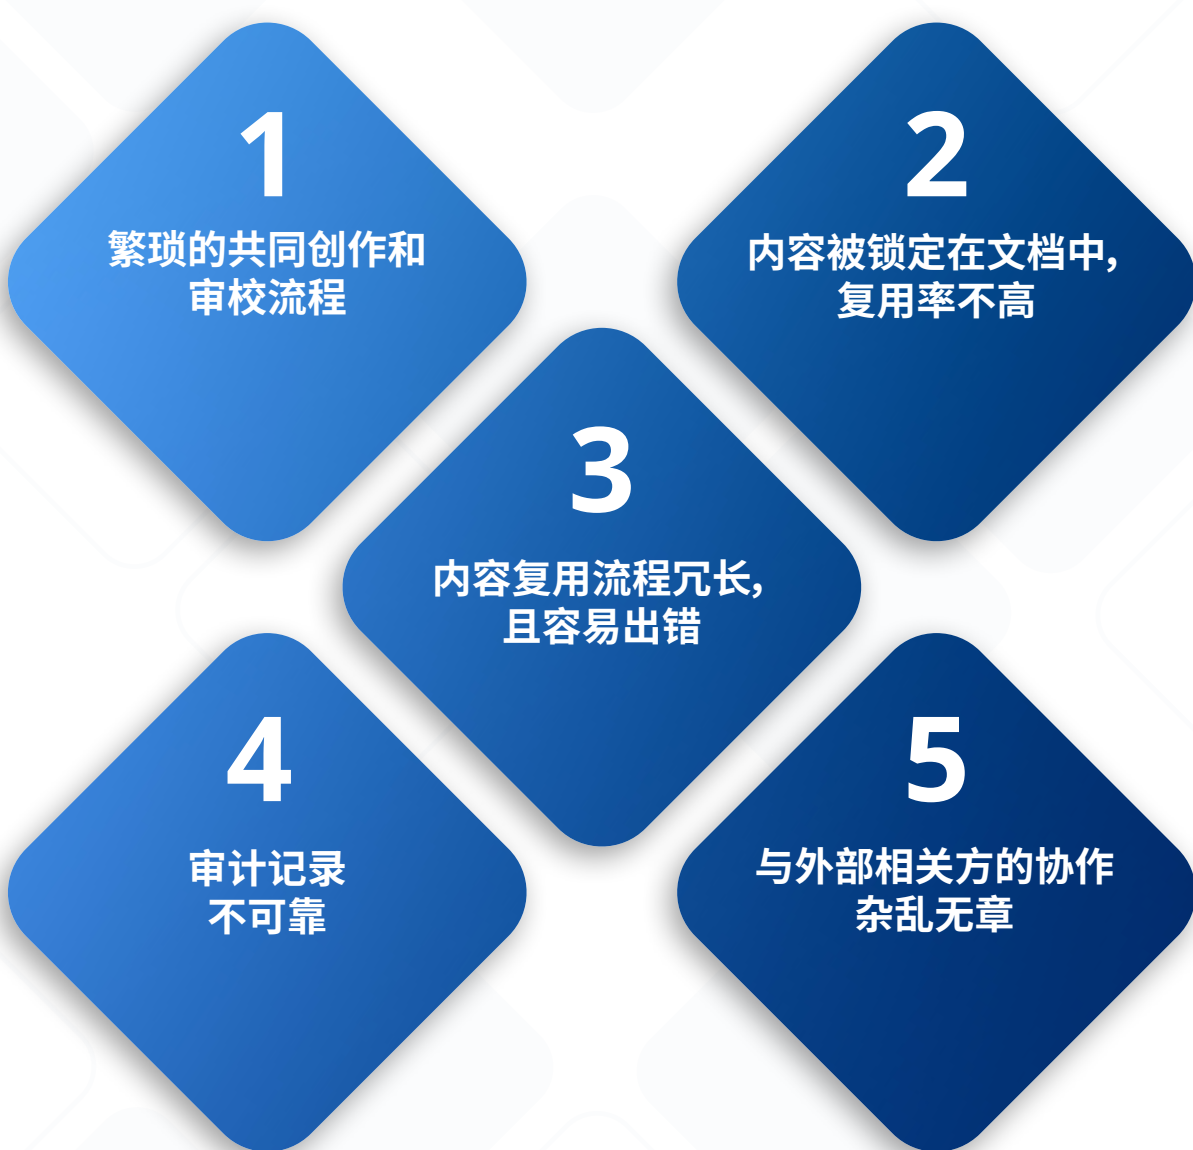 1
繁琐的共同创作和
审校流程
2
内容被锁定在文档中，
复用率不高
3
内容复用流程冗长，
且容易出错
4
审计记录
不可靠
5
与外部相关方的协作
杂乱无章